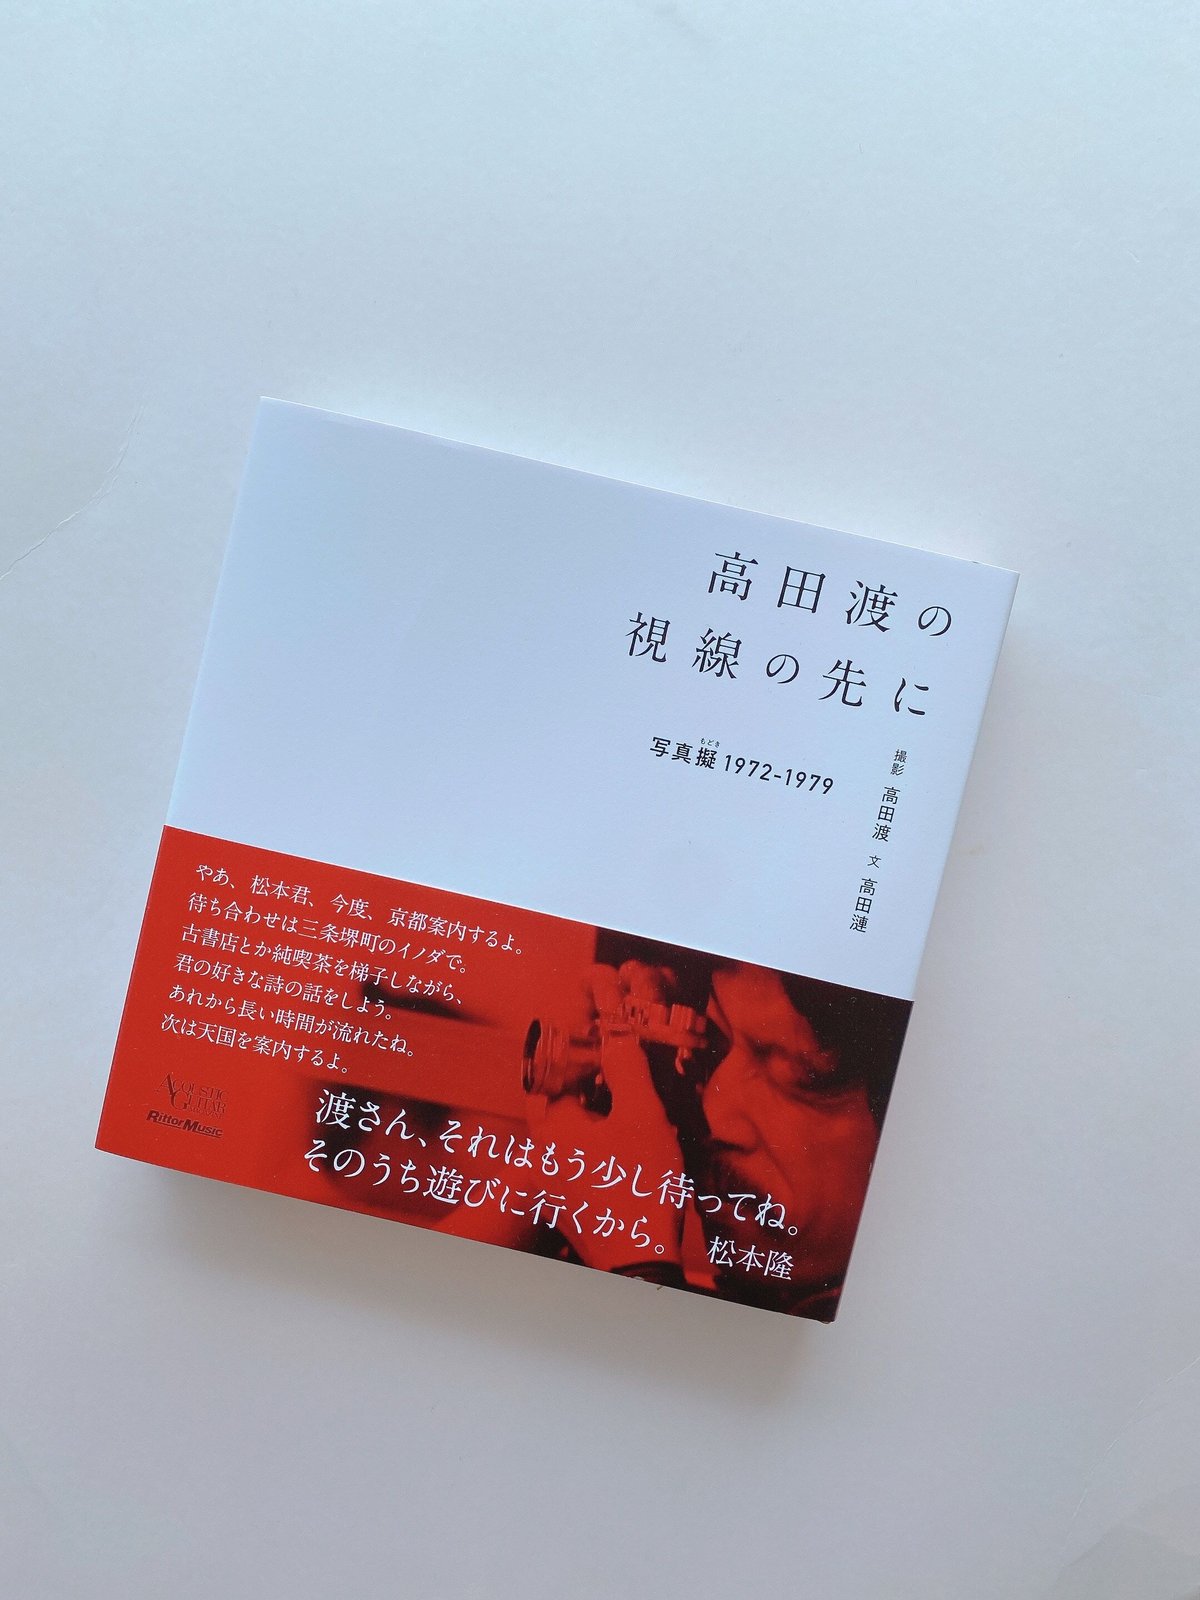 高田渡の
視線の先に
もどき
写真擬 1972-1979
撮影 高田渡 文 高田漣
やあ、松本君、今度、京都案内するよ。
待ち合わせは三条堺町のイノダで。
古書店とか純喫茶を梯子しながら、
君の好きな詩の話をしよう。
あれから長い時間が流れたね。
次は天国を案内するよ。
ACOUSTIC
GUITAR
Rittor Music
渡さん、それはもう少し待ってね。
そのうち遊びに行くから。
松本隆